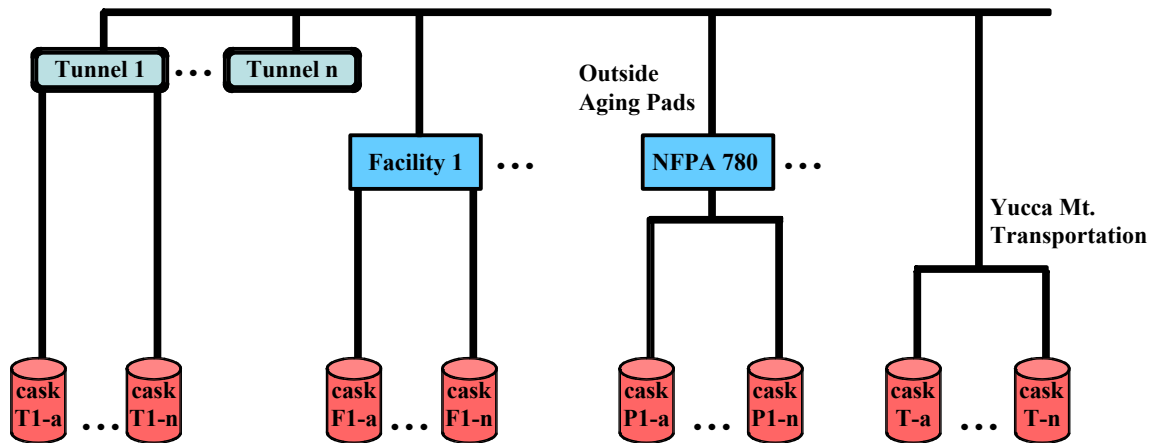 Tunnel 1 ... Tunnel n
Outside
Aging Pads
Facility 1 ... NFPA 780 ...
Yucca Mt.
Transportation
cask
T1-a
...
cask
T1-n
cask
F1-a
...
cask
F1-n
cask
P1-a
...
cask
P1-n
cask
T-a
...
cask
T-n